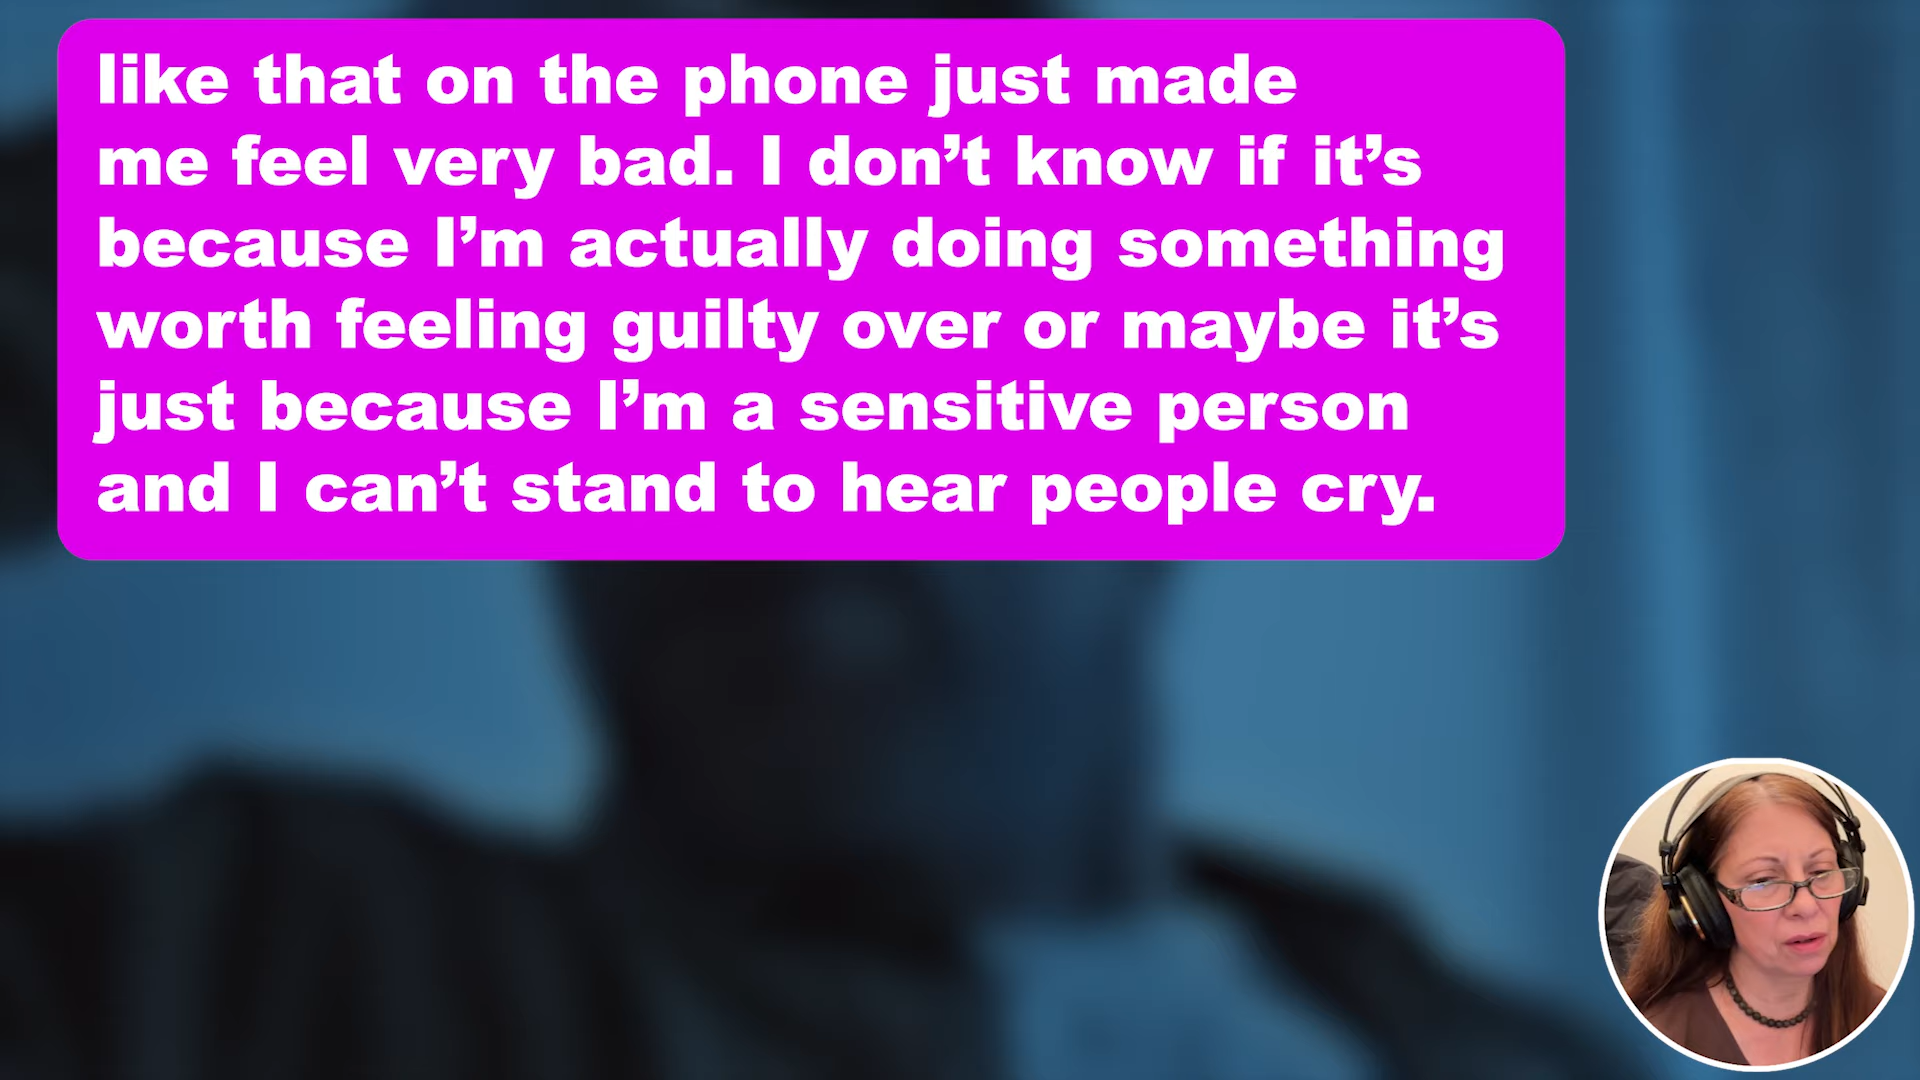 like that on the phone just made
me feel very bad. I don’t know if it’s
because I’m actually doing something
worth feeling guilty over or maybe it’s
just because I’m a sensitive person
and I can’t stand to hear people cry.